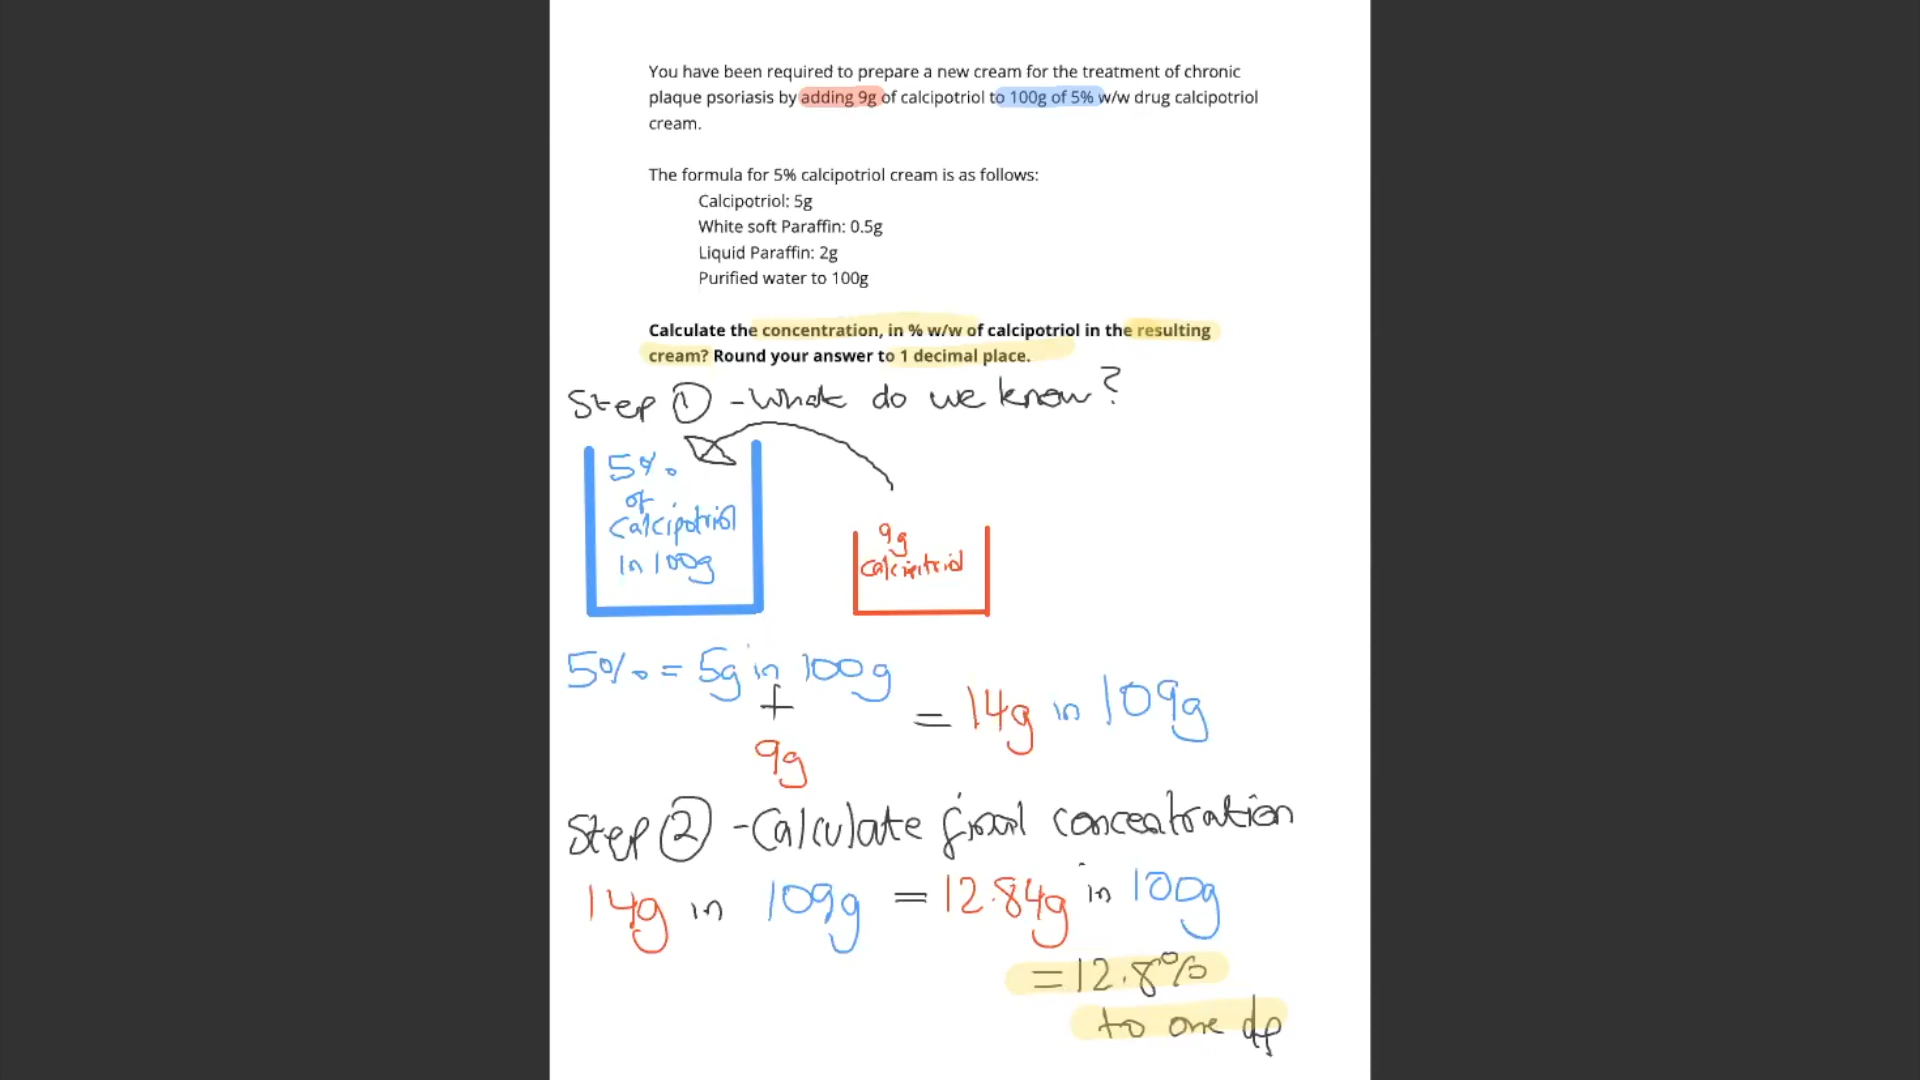 You have been required to prepare a new cream for the treatment of chronic
plaque psoriasis by adding 9g of calcipotriol to 100g of 5% w/w drug calcipotriol
cream.
The formula for 5% calcipotriol cream is as follows:
Calcipotriol: 5g
White soft Paraffin: 0.5g
Liquid Paraffin: 2g
Purified water to 100g
Calculate the concentration, in % w/w of calcipotriol in the resulting
cream? Round your answer to 1 decimal place.
Step 1 - What do we know?
5%
of
Calcipotriol
in 100g
9g
Calcipitriol
5% = 5g in 100g
+
9g
= 14g in 109g
Step 2 - Calculate final concentration
14g in 109g = 12.84g in 100g
= 12.8%
to one dp